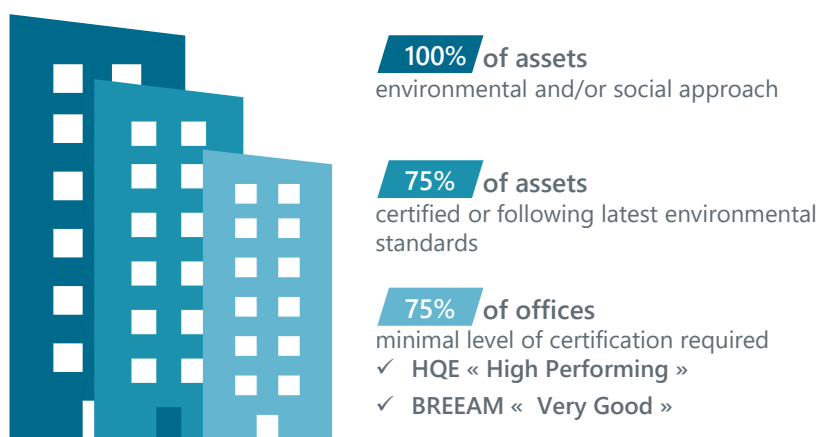 100% of assets
environmental and/or social approach
75% of assets
certified or following latest environmental
standards
75% of offices
minimal level of certification required
✓ HQE « High Performing »
✓ BREEAM « Very Good »